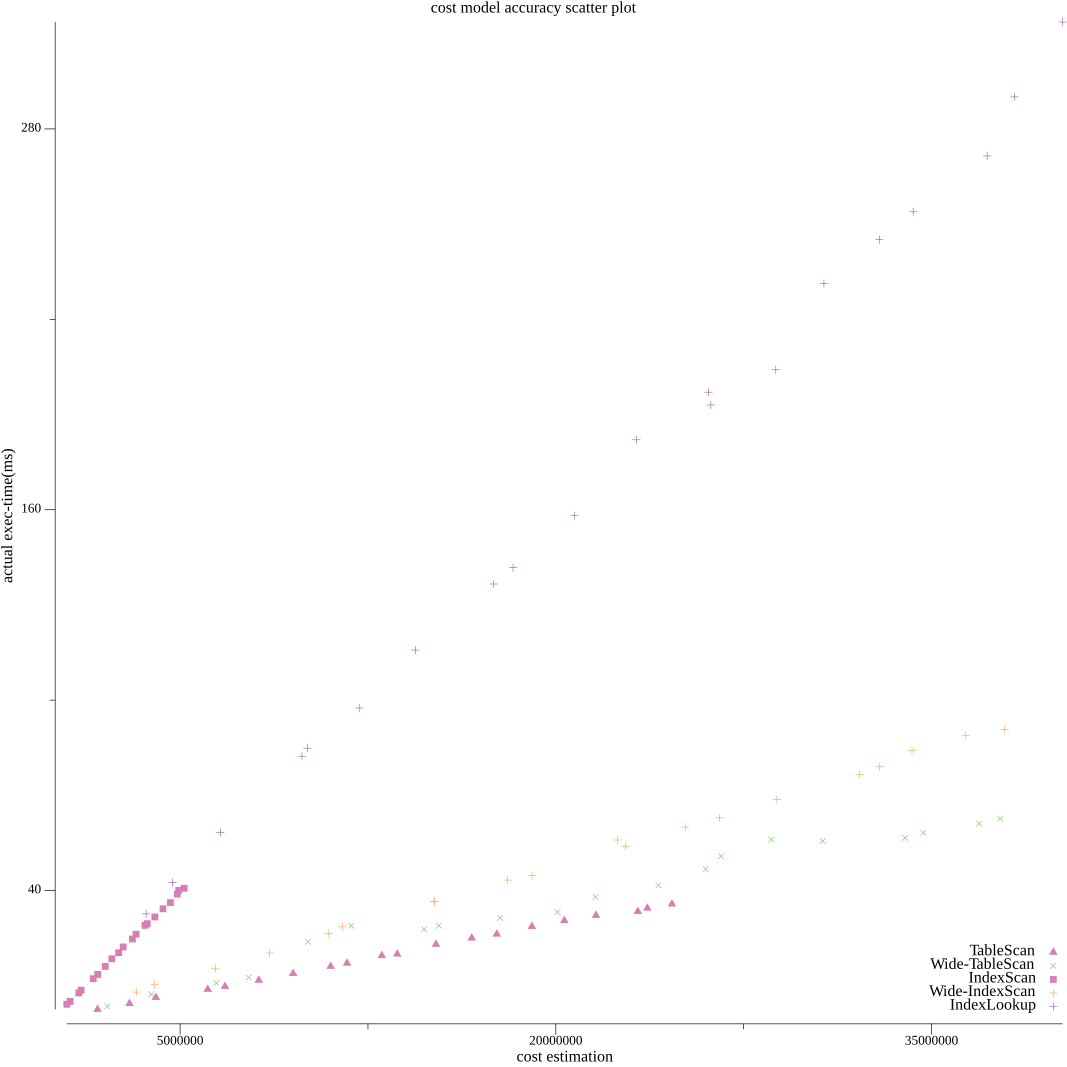 cost model accuracy scatter plot
280
160
40
actual exec-time(ms)
TableScan
Wide-TableScan
IndexScan
Wide-IndexScan
IndexLookup
5000000
20000000
35000000
cost estimation